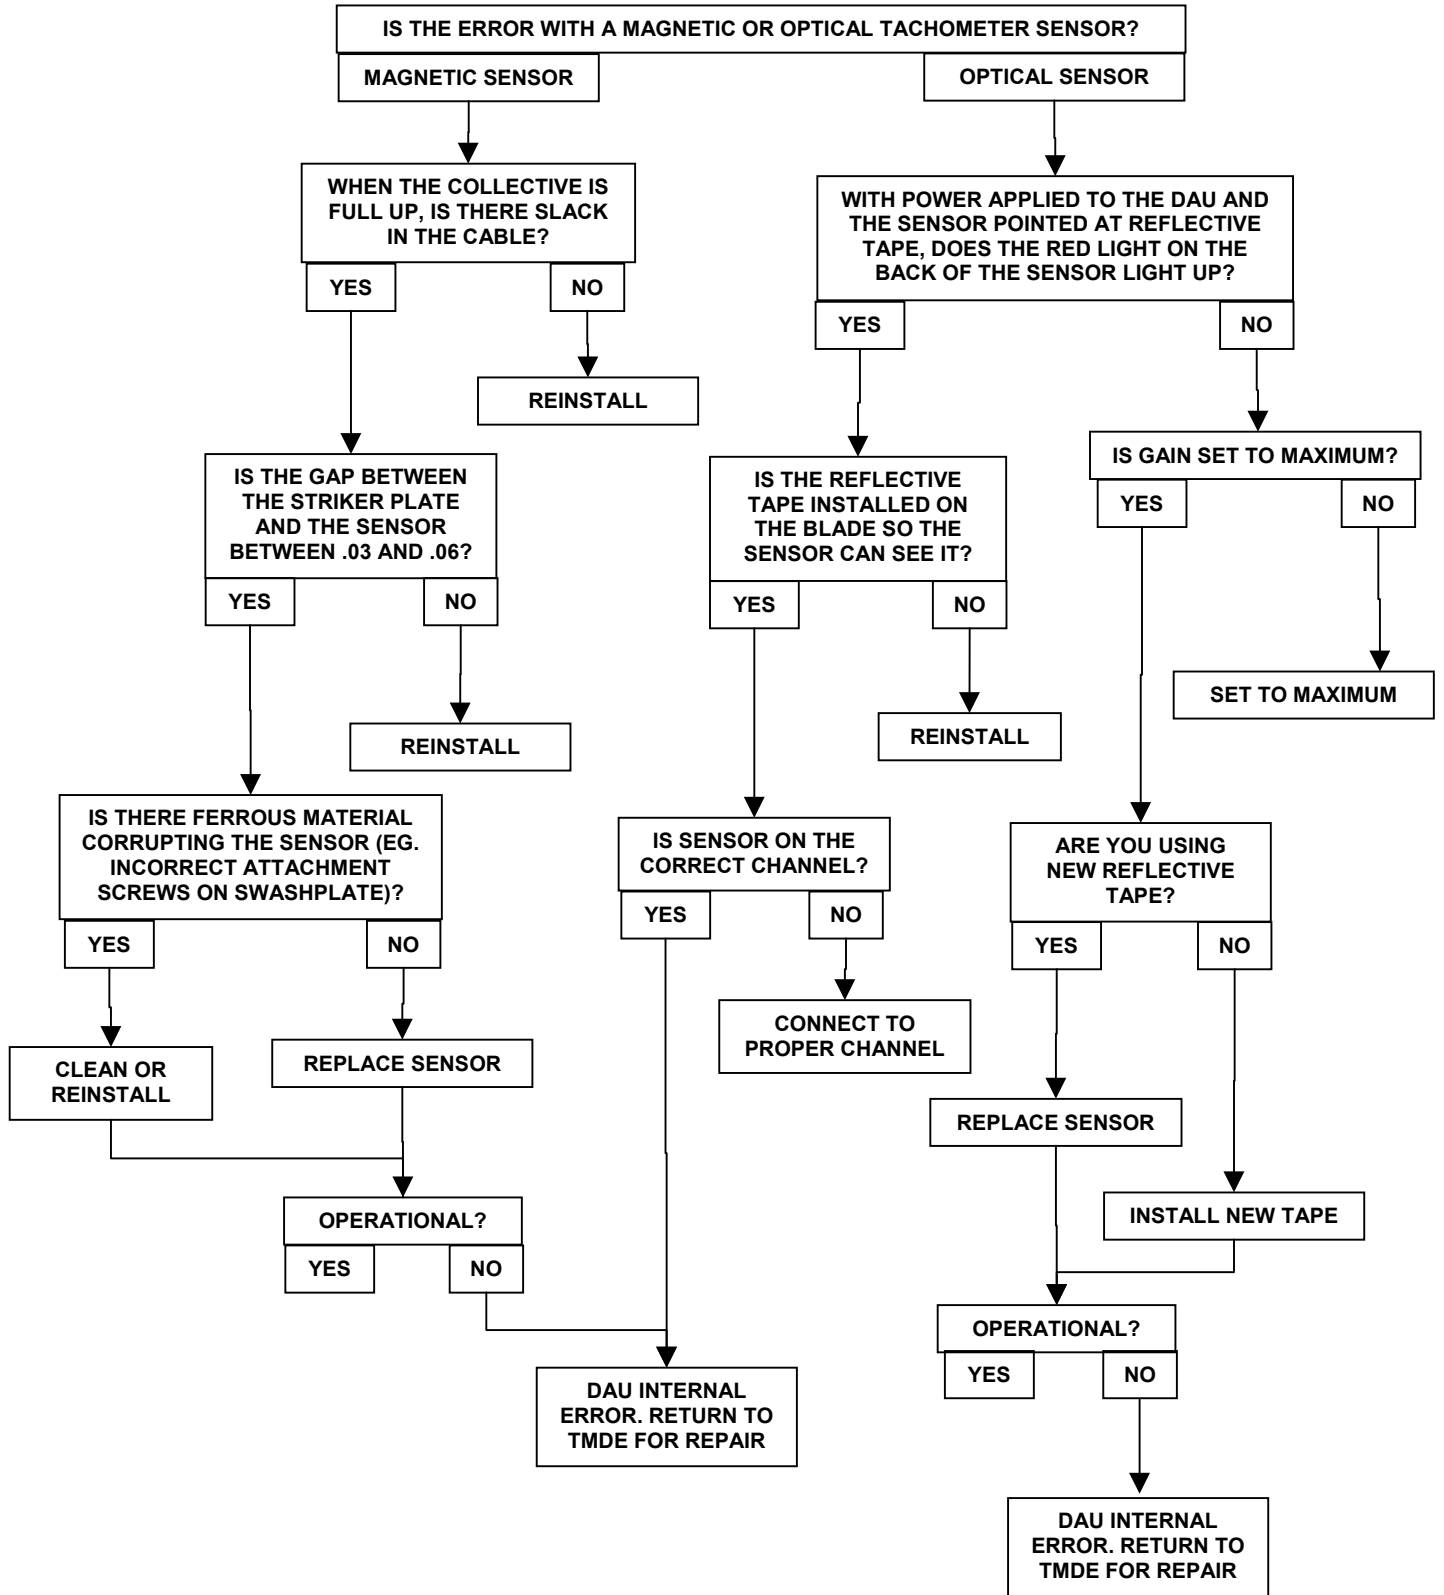 IS THE ERROR WITH A MAGNETIC OR OPTICAL TACHOMETER SENSOR?
MAGNETIC SENSOR
OPTICAL SENSOR
WHEN THE COLLECTIVE IS
FULL UP, IS THERE SLACK
IN THE CABLE?
YES
NO
REINSTALL
WITH POWER APPLIED TO THE DAU AND
THE SENSOR POINTED AT REFLECTIVE
TAPE, DOES THE RED LIGHT ON THE
BACK OF THE SENSOR LIGHT UP?
YES
NO
IS THE GAP BETWEEN
THE STRIKER PLATE
AND THE SENSOR
BETWEEN .03 AND .06?
YES
NO
REINSTALL
IS THE REFLECTIVE
TAPE INSTALLED ON
THE BLADE SO THE
SENSOR CAN SEE IT?
YES
NO
REINSTALL
IS GAIN SET TO MAXIMUM?
YES
NO
SET TO MAXIMUM
IS THERE FERROUS MATERIAL
CORRUPTING THE SENSOR (EG.
INCORRECT ATTACHMENT
SCREWS ON SWASHPLATE)?
YES
NO
CLEAN OR
REINSTALL
REPLACE SENSOR
IS SENSOR ON THE
CORRECT CHANNEL?
YES
NO
CONNECT TO
PROPER CHANNEL
ARE YOU USING
NEW REFLECTIVE
TAPE?
YES
NO
REPLACE SENSOR
INSTALL NEW TAPE
OPERATIONAL?
YES
NO
DAU INTERNAL
ERROR. RETURN TO
TMDE FOR REPAIR
OPERATIONAL?
YES
NO
DAU INTERNAL
ERROR. RETURN TO
TMDE FOR REPAIR